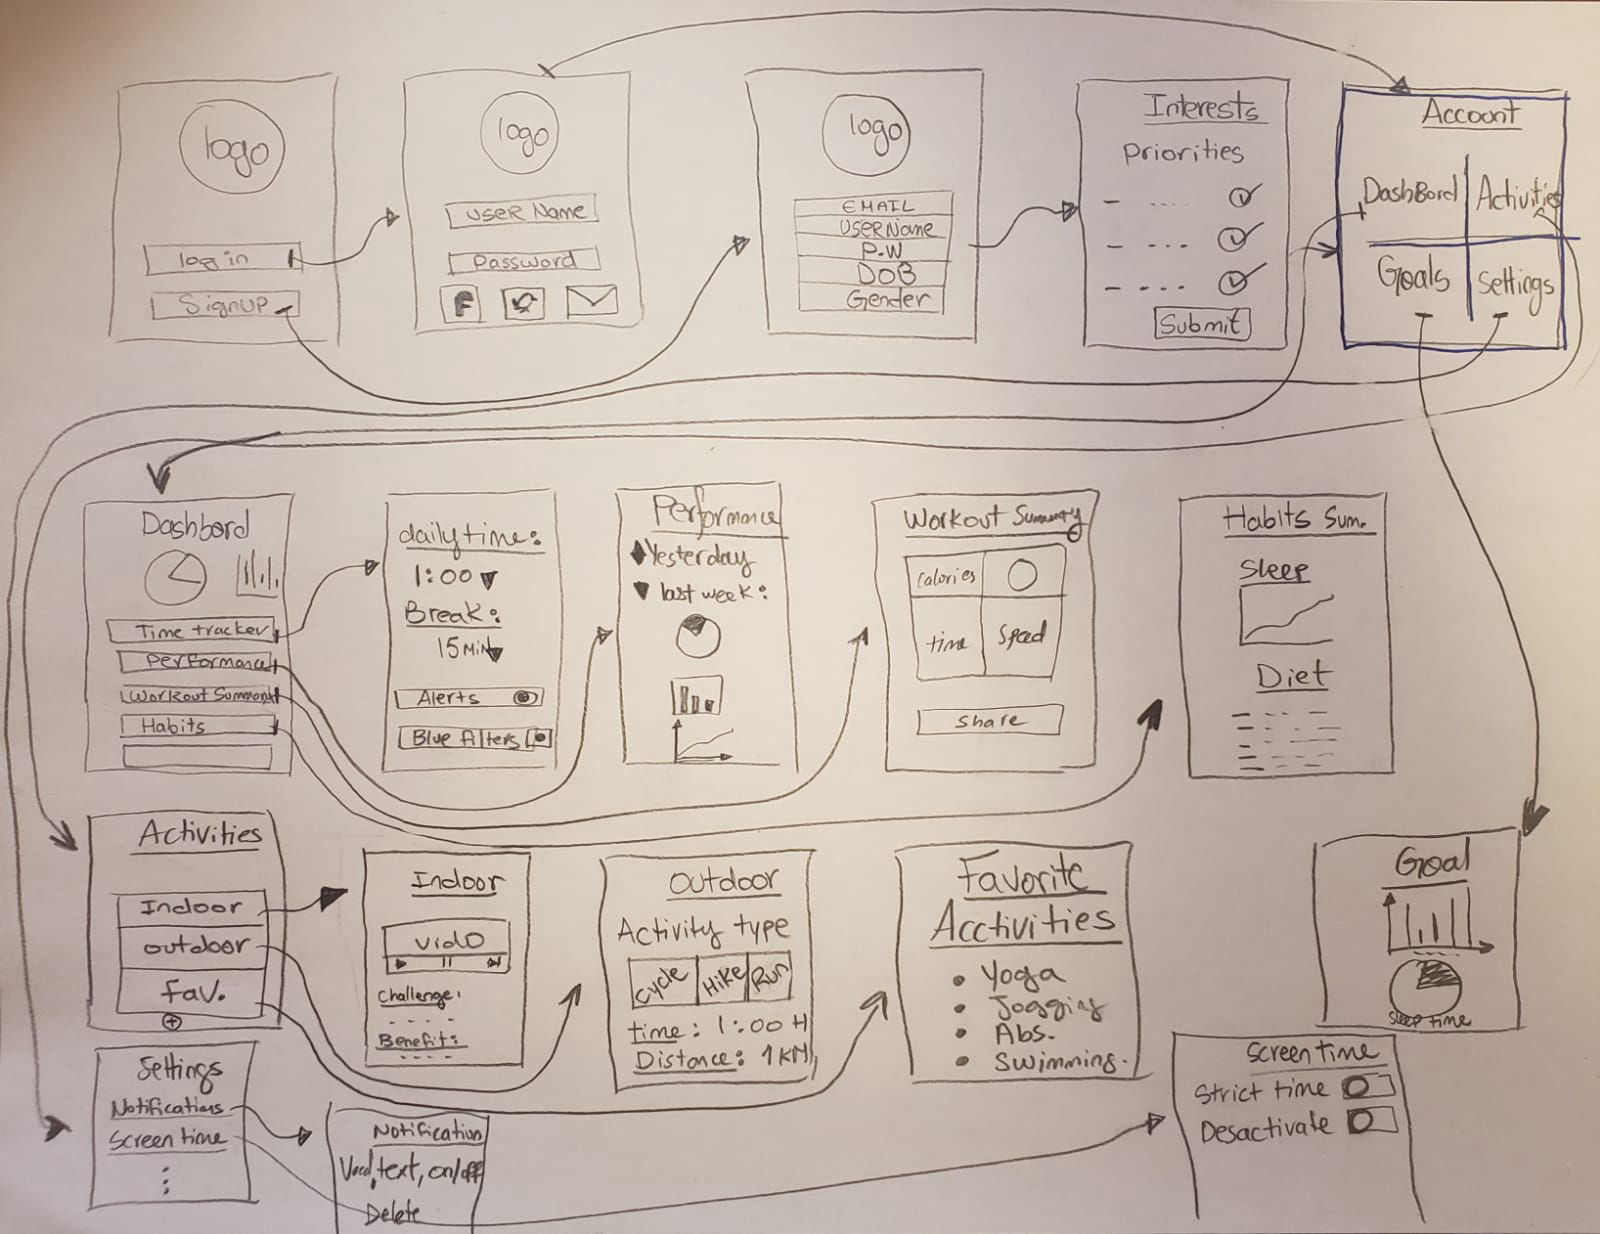 logo
log in
Signup
logo
USER Name
Password
F
logo
EMAIL
USERName
P.W
DOB
Gender
Interests
Priorities
Submit
Account
DashBord
Activities
Goals
Settings
Dashbord
Time tracker
Performance
Workout Summary
Habits
daily time:
1:00
Break:
15 Min
Alerts
Blue filters
Performance
Yesterday
last week:
Workout Summary
Calories
time
Speed
share
Habits Sum.
Sleep
Diet
Activities
Indoor
outdoor
fav.
Indoor
vido
Challenge:
Benefit:
outdoor
Activity type
Cycle
Hike
Run
time: 1:00 H
Distance: 1 KM
Favorite
Acctivities
• Yoga
• Jogging
• Abs.
• Swimming.
Goal
sleep time
Settings
Notifications
Screen time
Notification
text, on/off
Delete
Screen time
Strict time
Desactivate